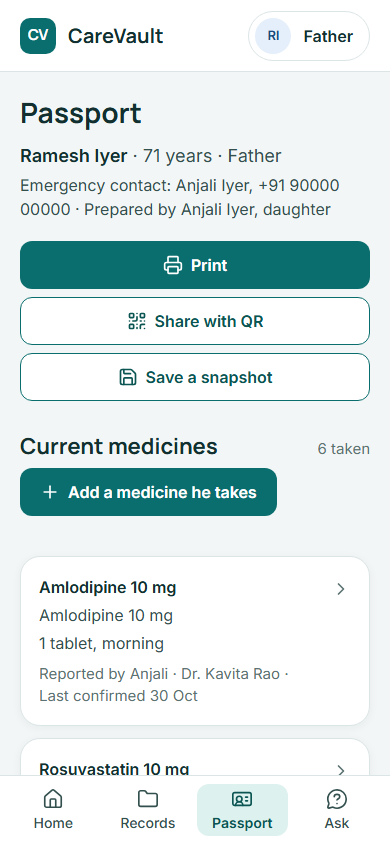 CV CareVault RI Father
Passport
Ramesh Iyer · 71 years · Father
Emergency contact: Anjali Iyer, +91 90000
00000 · Prepared by Anjali Iyer, daughter
Print
Share with QR
Save a snapshot
Current medicines 6 taken
+ Add a medicine he takes
Amlodipine 10 mg
Amlodipine 10 mg
1 tablet, morning
Reported by Anjali · Dr. Kavita Rao ·
Last confirmed 30 Oct
Rosuvastatin 10 mg
Home Records Passport Ask